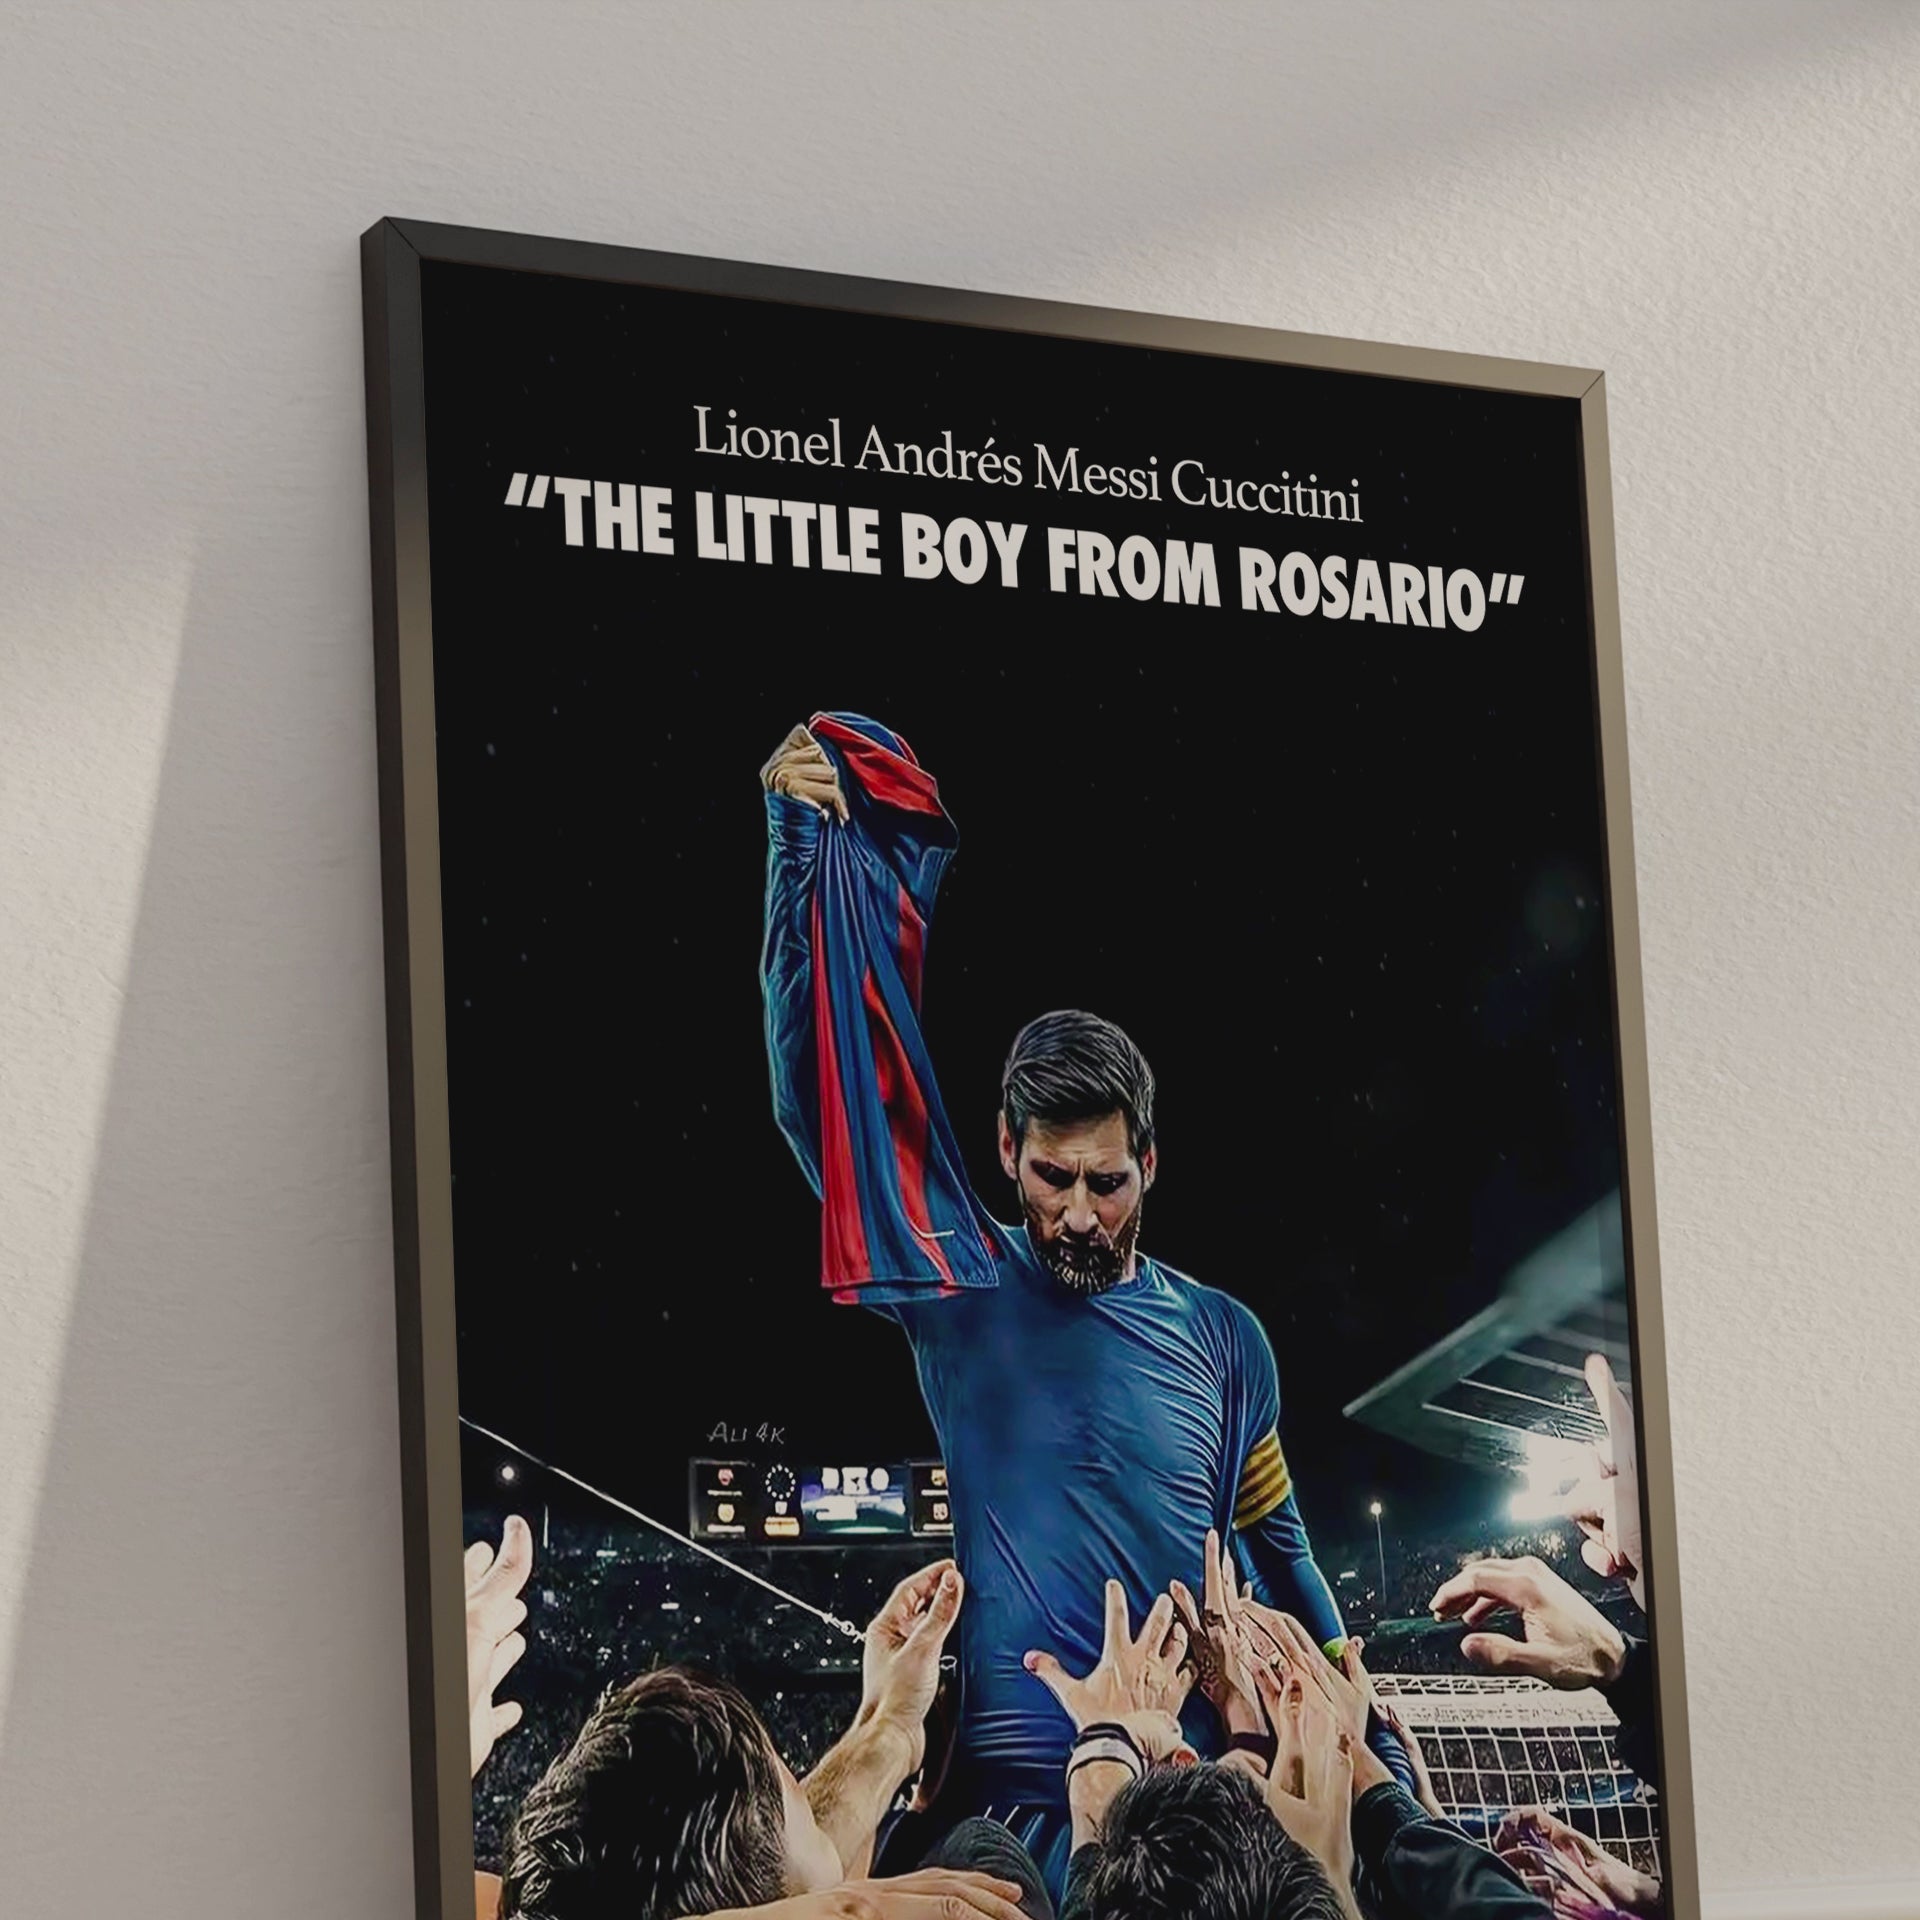 Lionel Andrés Messi Cuccitini
“THE LITTLE BOY FROM ROSARIO”
ALI 4K